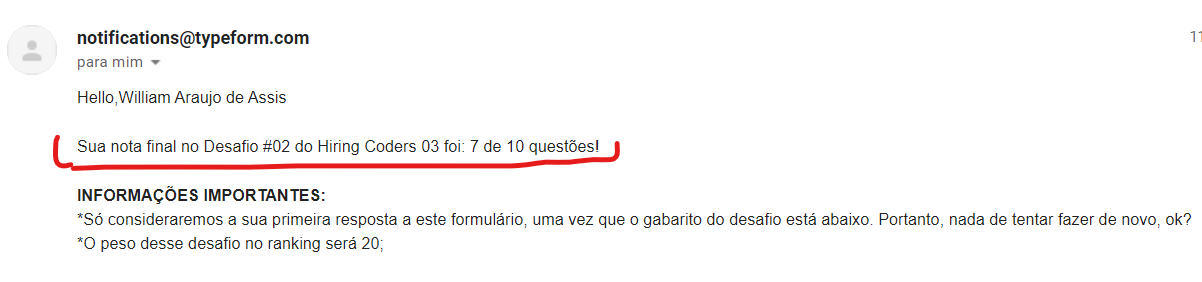 notifications@typeform.com
11
para mim
Hello,William Araujo de Assis
Sua nota final no Desafio #02 do Hiring Coders 03 foi: 7 de 10 questões!
INFORMAÇÕES IMPORTANTES:
*Só consideraremos a sua primeira resposta a este formulário, uma vez que o gabarito do desafio está abaixo. Portanto, nada de tentar fazer de novo, ok?
*O peso desse desafio no ranking será 20;